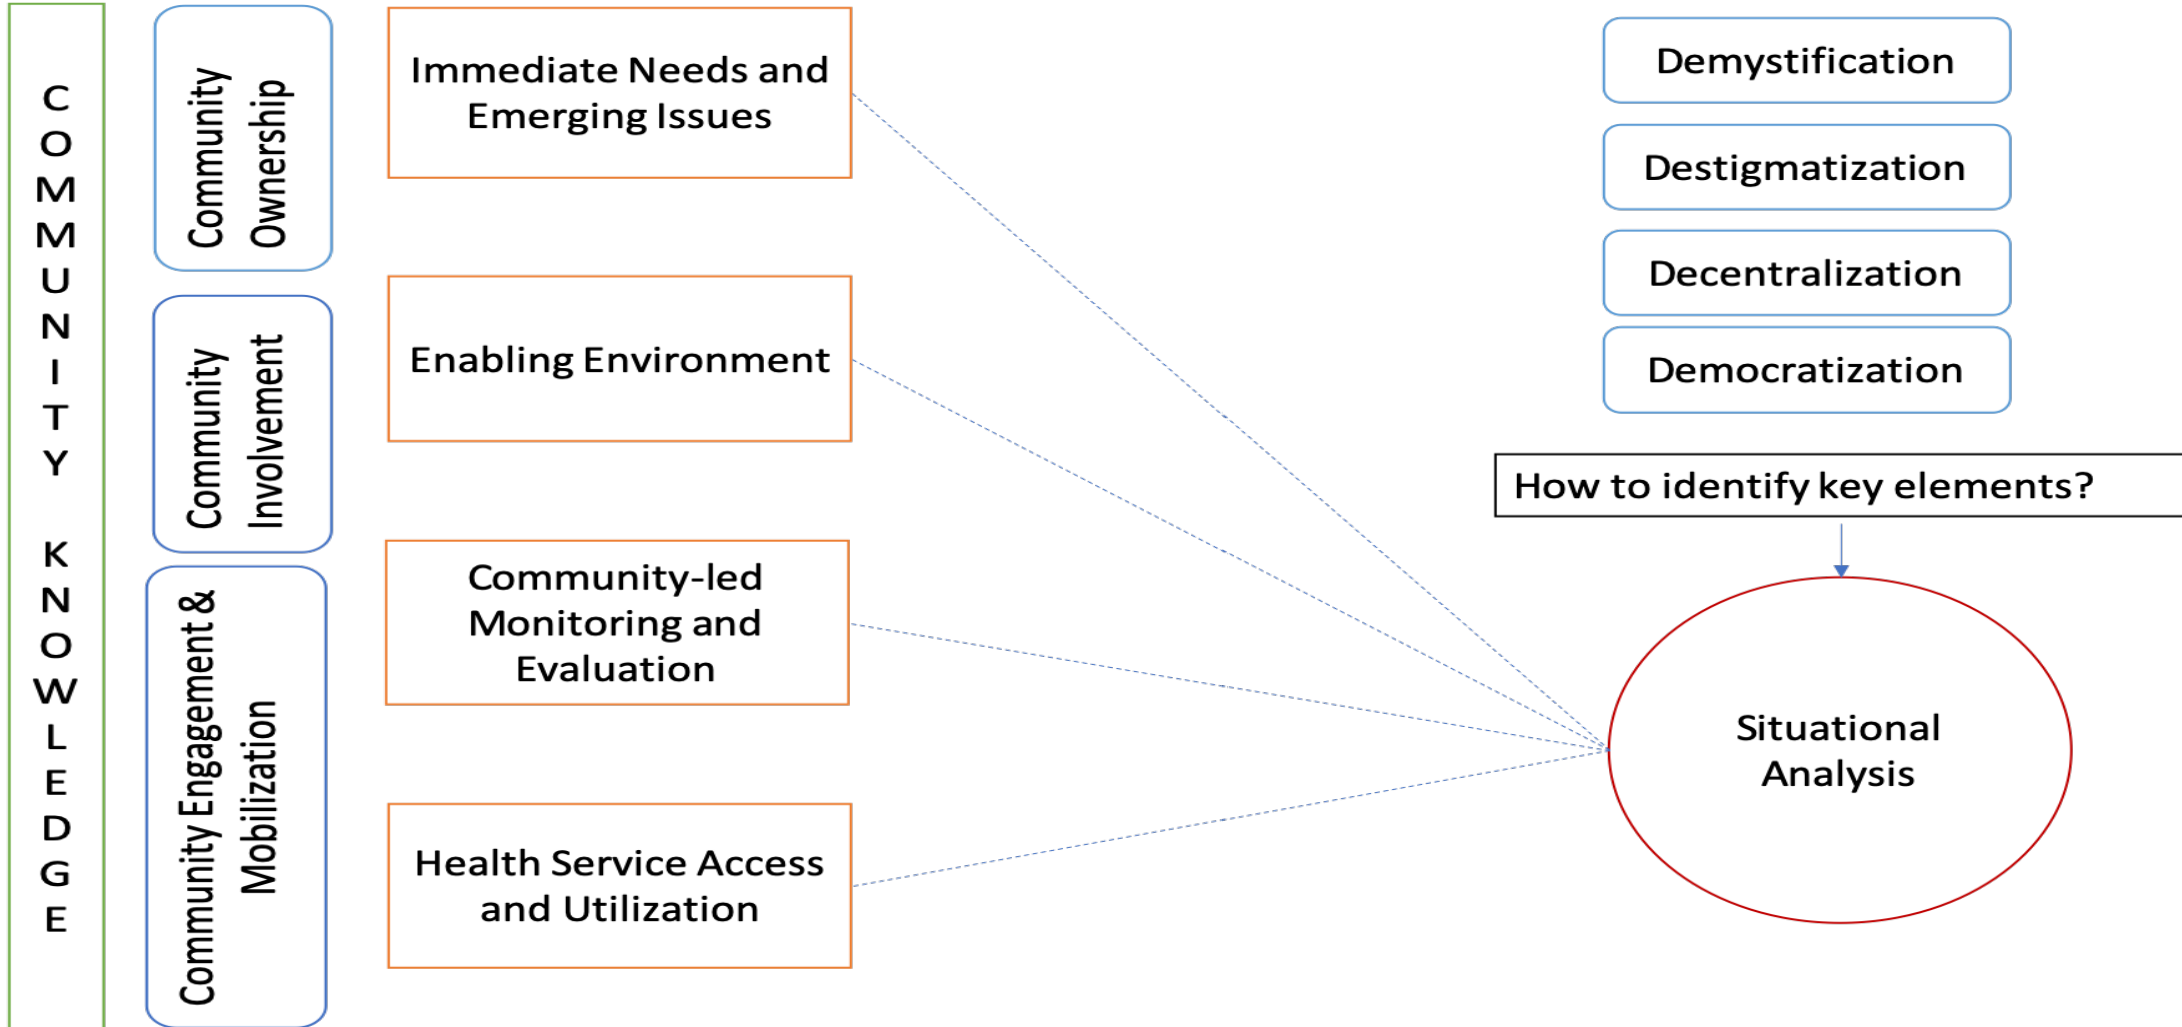 COMMUNITY KNOWLEDGE
Community
Ownership
Community
Involvement
Community Engagement &
Mobilization
Immediate Needs and
Emerging Issues
Enabling Environment
Community-led
Monitoring and
Evaluation
Health Service Access
and Utilization
Demystification
Destigmatization
Decentralization
Democratization
How to identify key elements?
Situational
Analysis